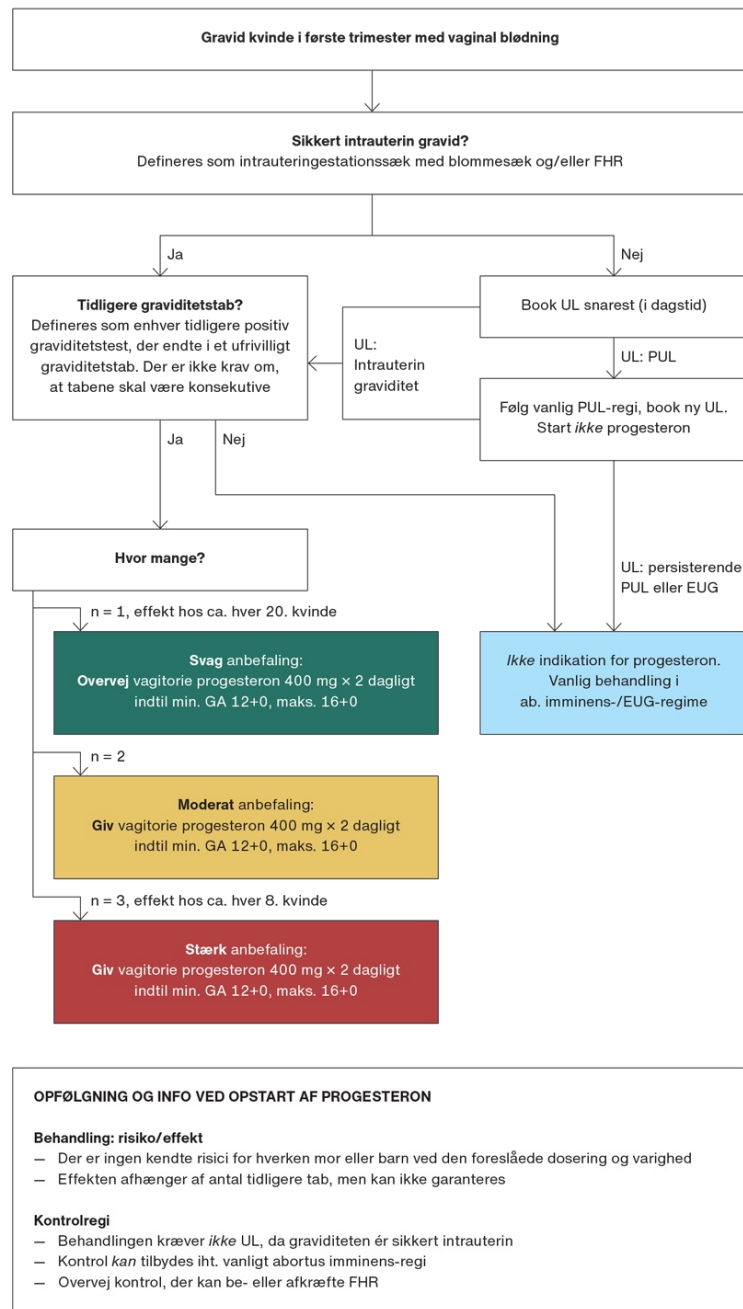 Gravid kvinde i første trimester med vaginal blødning
Sikkert intrauterin gravid?
Defineres som intrauteringestationssæk med blommesæk og/eller FHR
Ja
Nej
Tidligere graviditetstab?
Defineres som enhver tidligere positiv
graviditetstest, der endte i et ufrivilligt
graviditetstab. Der er ikke krav om,
at tabene skal være konsekutive
UL:
Intrauterin
graviditet
Book UL snarest (i dagstid)
UL: PUL
Følg vanlig PUL-regi, book ny UL.
Start ikke progesteron
Ja
Nej
Hvor mange?
UL: persisterende
PUL eller EUG
n = 1, effekt hos ca. hver 20. kvinde
Svag anbefaling:
Overvej vagitorie progesteron 400 mg × 2 dagligt
indtil min. GA 12+0, maks. 16+0
Ikke indikation for progesteron.
Vanlig behandling i
ab. imminens-/EUG-regime
n = 2
Moderat anbefaling:
Giv vagitorie progesteron 400 mg × 2 dagligt
indtil min. GA 12+0, maks. 16+0
n = 3, effekt hos ca. hver 8. kvinde
Stærk anbefaling:
Giv vagitorie progesteron 400 mg × 2 dagligt
indtil min. GA 12+0, maks. 16+0
OPFØLGNING OG INFO VED OPSTART AF PROGESTERON
Behandling: risiko/effekt
— Der er ingen kendte risici for hverken mor eller barn ved den foreslåede dosering og varighed
— Effekten afhænger af antal tidligere tab, men kan ikke garanteres
Kontrolregi
— Behandlingen kræver ikke UL, da graviditeten ér sikkert intrauterin
— Kontrol kan tilbydes iht. vanligt abortus imminens-regi
— Overvej kontrol, der kan be- eller afkræfte FHR